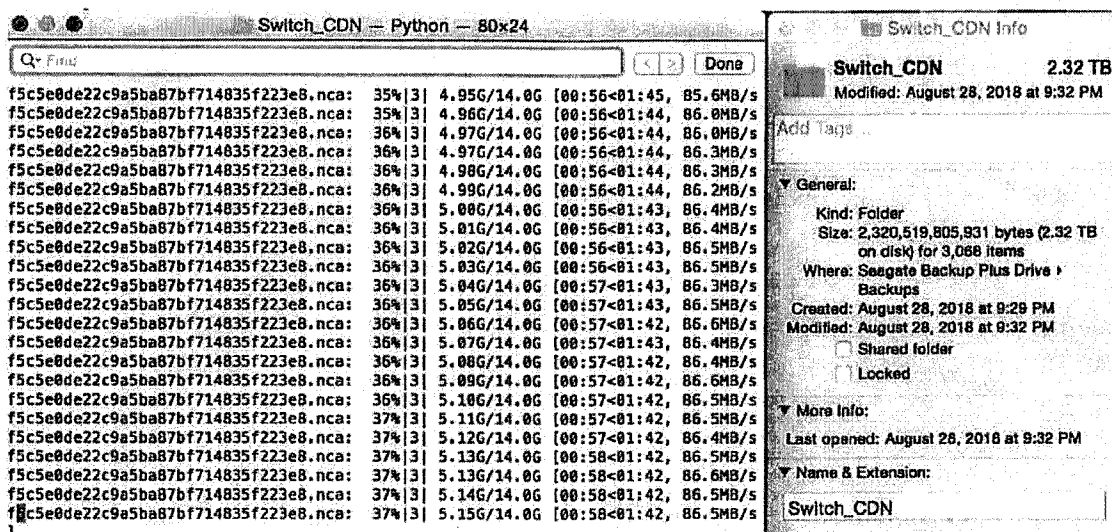 Switch_CDN — Python — 80x24
Find
< > Done
f5c5e0de22c9a5ba87bf714835f223e8.nca: 35%|3| 4.95G/14.0G [00:56<01:45, 85.6MB/s
f5c5e0de22c9a5ba87bf714835f223e8.nca: 35%|3| 4.96G/14.0G [00:56<01:44, 86.0MB/s
f5c5e0de22c9a5ba87bf714835f223e8.nca: 36%|3| 4.97G/14.0G [00:56<01:44, 86.0MB/s
f5c5e0de22c9a5ba87bf714835f223e8.nca: 36%|3| 4.97G/14.0G [00:56<01:44, 86.3MB/s
f5c5e0de22c9a5ba87bf714835f223e8.nca: 36%|3| 4.98G/14.0G [00:56<01:44, 86.3MB/s
f5c5e0de22c9a5ba87bf714835f223e8.nca: 36%|3| 4.99G/14.0G [00:56<01:44, 86.2MB/s
f5c5e0de22c9a5ba87bf714835f223e8.nca: 36%|3| 5.00G/14.0G [00:56<01:43, 86.4MB/s
f5c5e0de22c9a5ba87bf714835f223e8.nca: 36%|3| 5.01G/14.0G [00:56<01:43, 86.4MB/s
f5c5e0de22c9a5ba87bf714835f223e8.nca: 36%|3| 5.02G/14.0G [00:56<01:43, 86.5MB/s
f5c5e0de22c9a5ba87bf714835f223e8.nca: 36%|3| 5.03G/14.0G [00:56<01:43, 86.5MB/s
f5c5e0de22c9a5ba87bf714835f223e8.nca: 36%|3| 5.04G/14.0G [00:57<01:43, 86.3MB/s
f5c5e0de22c9a5ba87bf714835f223e8.nca: 36%|3| 5.05G/14.0G [00:57<01:43, 86.5MB/s
f5c5e0de22c9a5ba87bf714835f223e8.nca: 36%|3| 5.06G/14.0G [00:57<01:42, 86.6MB/s
f5c5e0de22c9a5ba87bf714835f223e8.nca: 36%|3| 5.07G/14.0G [00:57<01:43, 86.4MB/s
f5c5e0de22c9a5ba87bf714835f223e8.nca: 36%|3| 5.08G/14.0G [00:57<01:42, 86.4MB/s
f5c5e0de22c9a5ba87bf714835f223e8.nca: 36%|3| 5.09G/14.0G [00:57<01:42, 86.6MB/s
f5c5e0de22c9a5ba87bf714835f223e8.nca: 36%|3| 5.10G/14.0G [00:57<01:42, 86.5MB/s
f5c5e0de22c9a5ba87bf714835f223e8.nca: 37%|3| 5.11G/14.0G [00:57<01:42, 86.5MB/s
f5c5e0de22c9a5ba87bf714835f223e8.nca: 37%|3| 5.12G/14.0G [00:57<01:42, 86.4MB/s
f5c5e0de22c9a5ba87bf714835f223e8.nca: 37%|3| 5.13G/14.0G [00:58<01:42, 86.5MB/s
f5c5e0de22c9a5ba87bf714835f223e8.nca: 37%|3| 5.13G/14.0G [00:58<01:42, 86.6MB/s
f5c5e0de22c9a5ba87bf714835f223e8.nca: 37%|3| 5.14G/14.0G [00:58<01:42, 86.5MB/s
f5c5e0de22c9a5ba87bf714835f223e8.nca: 37%|3| 5.15G/14.0G [00:58<01:42, 86.5MB/s
Switch_CDN Info
Switch_CDN 2.32 TB
Modified: August 28, 2018 at 9:32 PM
Add Tags...
General:
Kind: Folder
Size: 2,320,519,805,931 bytes (2.32 TB
on disk) for 3,068 items
Where: Seagate Backup Plus Drive ▸
Backups
Created: August 28, 2018 at 9:29 PM
Modified: August 28, 2018 at 9:32 PM
Shared folder
Locked
More Info:
Last opened: August 28, 2018 at 9:32 PM
Name & Extension:
Switch_CDN